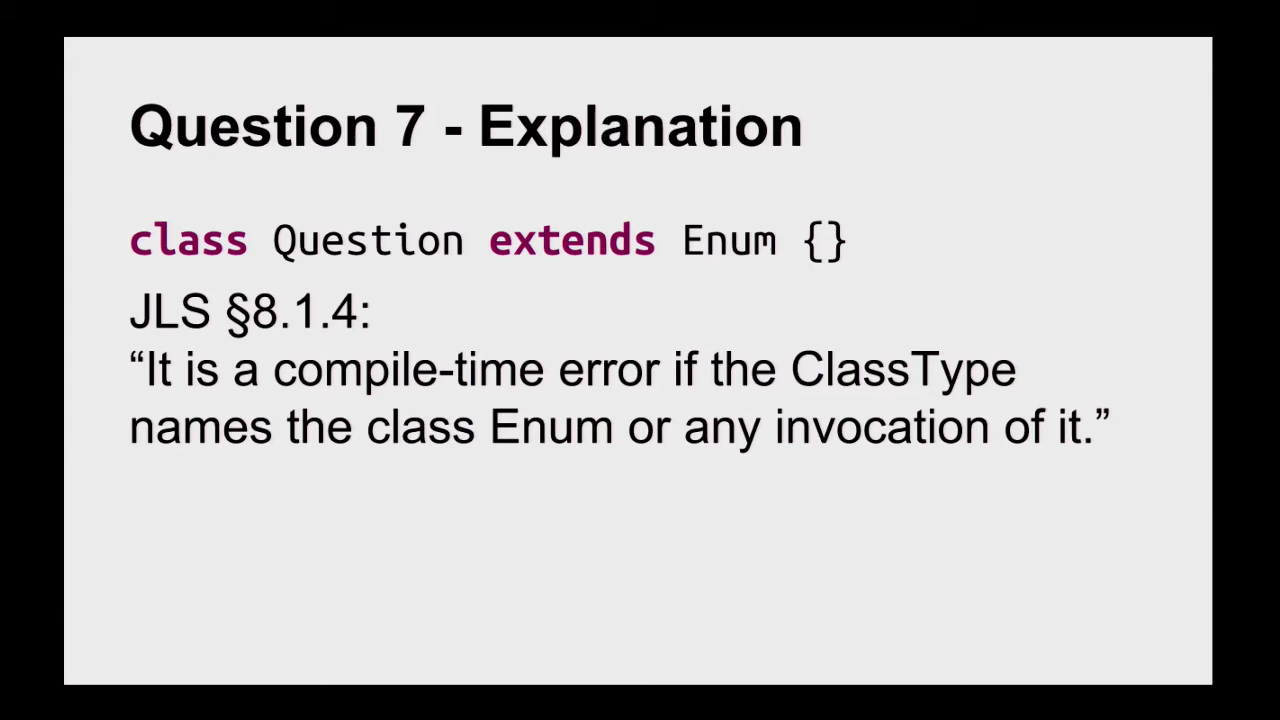 Question 7 - Explanation
class Question extends Enum {}
JLS §8.1.4:
“It is a compile-time error if the ClassType
names the class Enum or any invocation of it.”